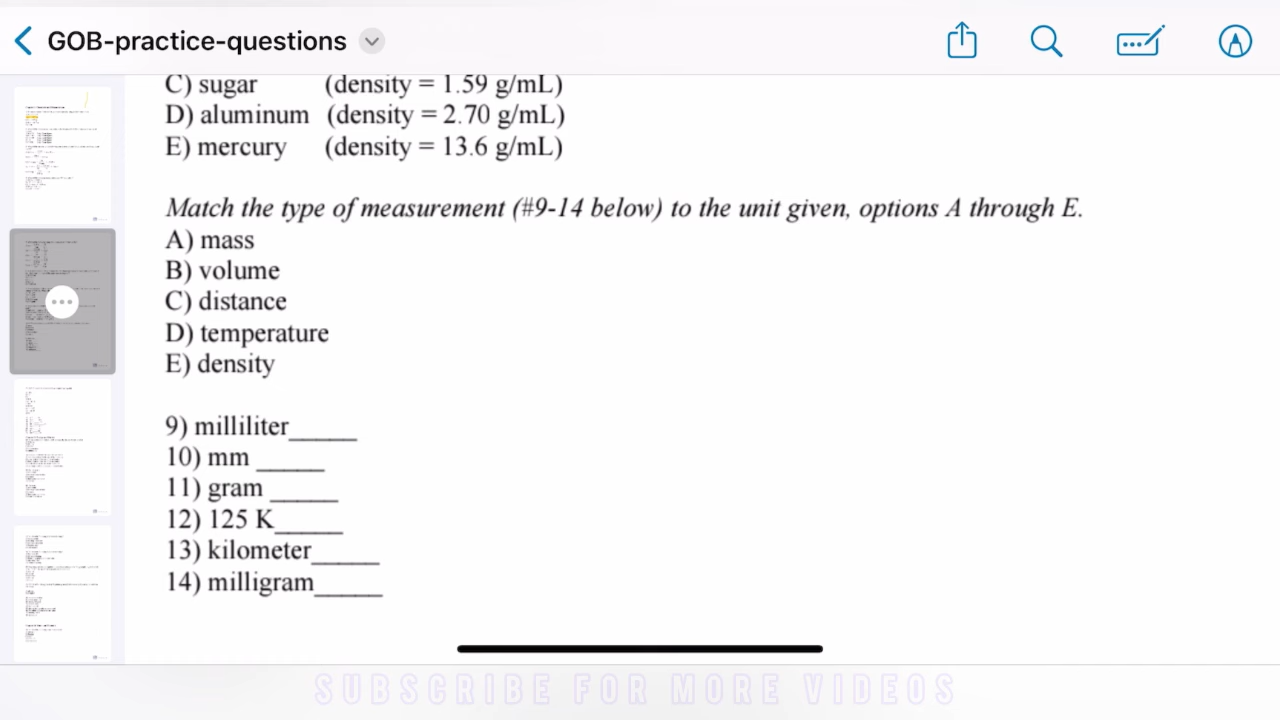 GOB-practice-questions
C) sugar (density = 1.59 g/mL)
D) aluminum (density = 2.70 g/mL)
E) mercury (density = 13.6 g/mL)
Match the type of measurement (#9-14 below) to the unit given, options A through E.
A) mass
B) volume
C) distance
D) temperature
E) density
9) milliliter_____
10) mm _____
11) gram _____
12) 125 K_____
13) kilometer_____
14) milligram_____
SUBSCRIBE FOR MORE VIDEOS